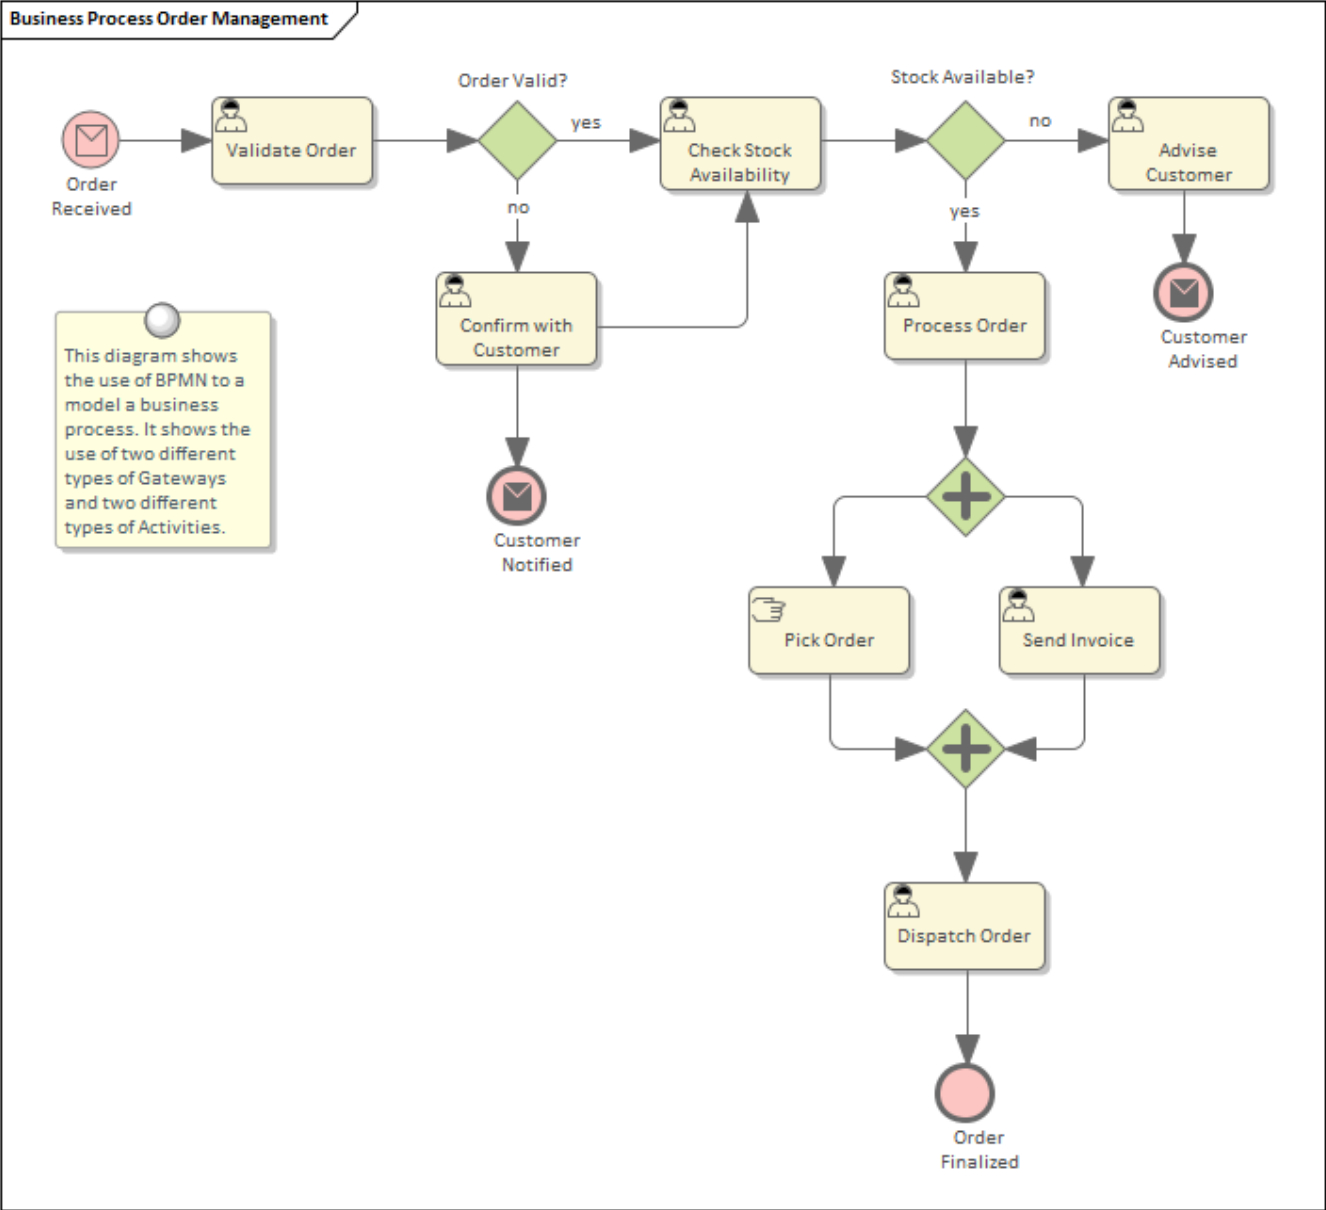 Business Process Order Management
Order Valid?
Stock Available?
yes
no
Validate Order
Check Stock
Availability
Advise
Customer
Order
Received
no
yes
Confirm with
Customer
Process Order
Customer
Advised
This diagram shows
the use of BPMN to a
model a business
process. It shows the
use of two different
types of Gateways
and two different
types of Activities.
Customer
Notified
Pick Order
Send Invoice
Dispatch Order
Order
Finalized